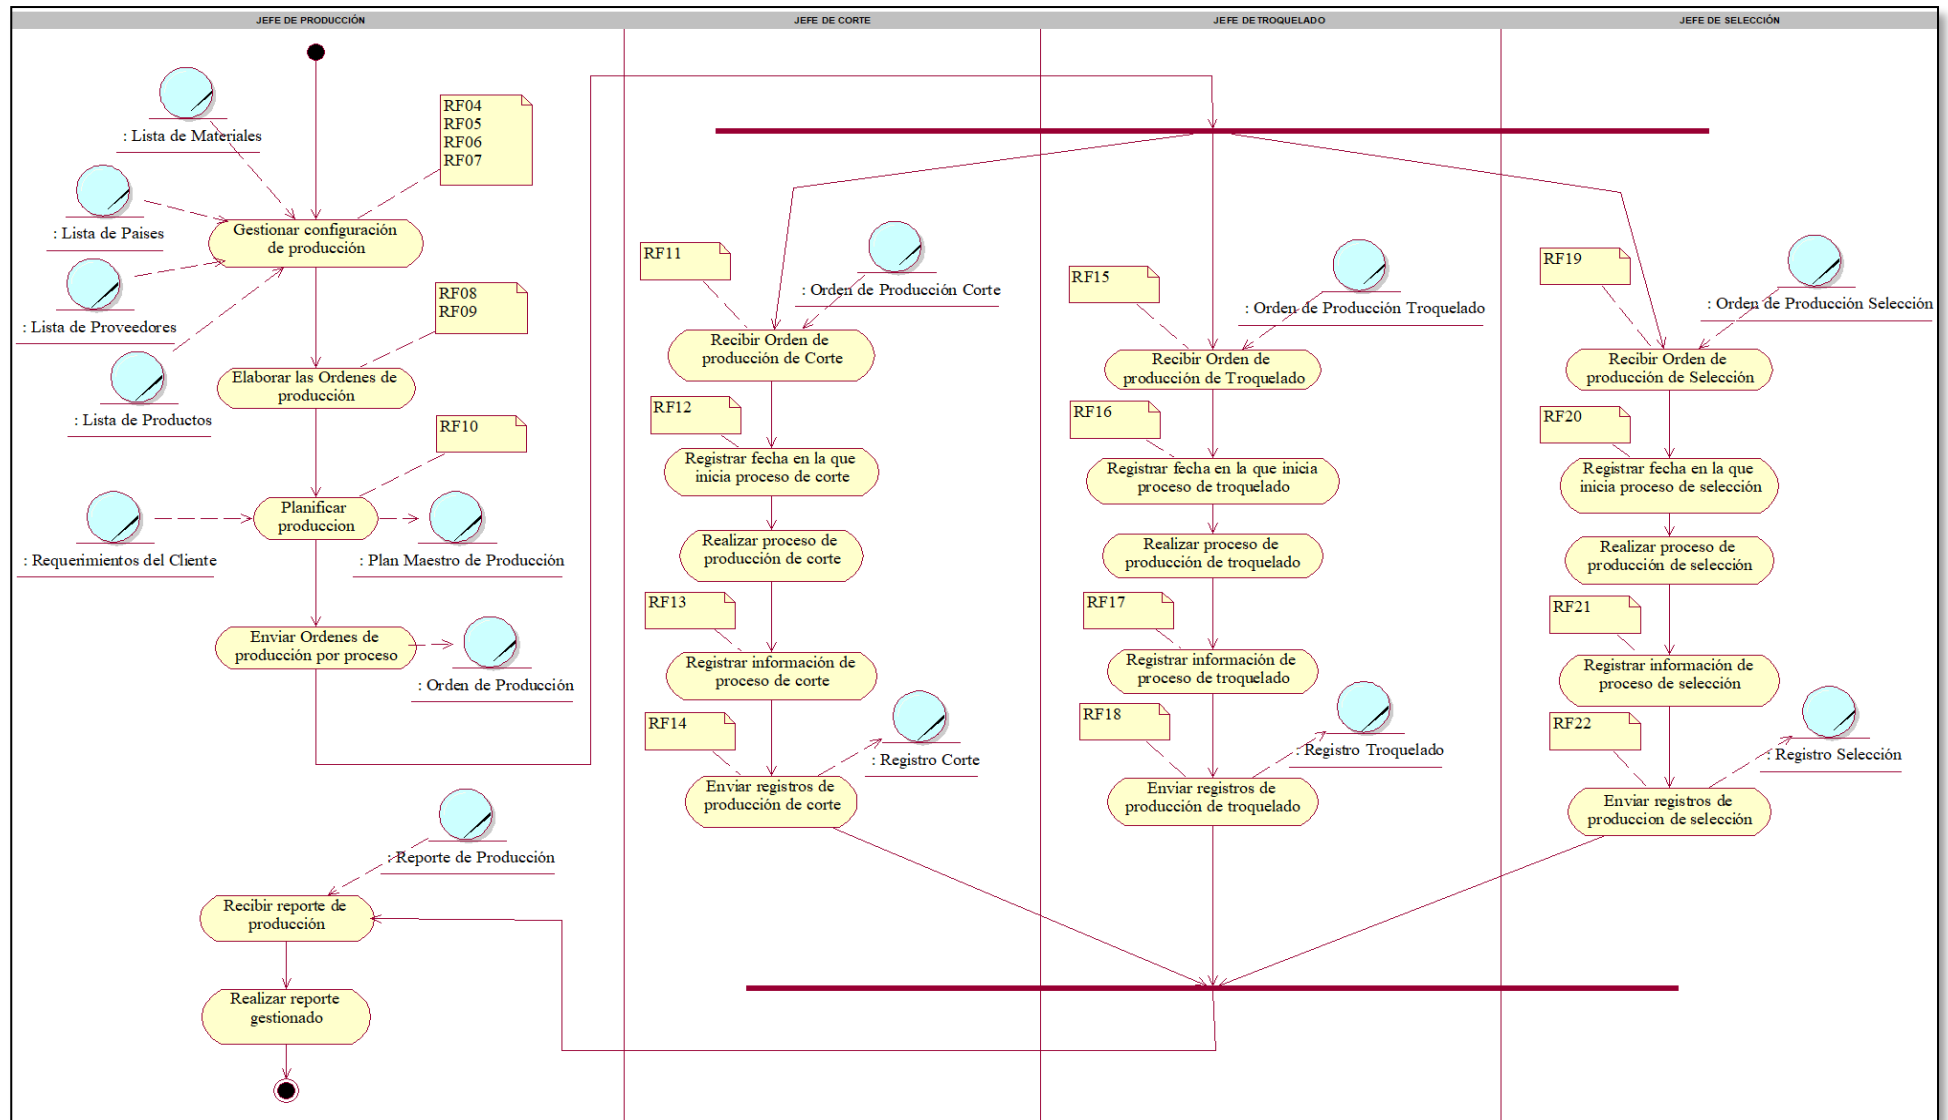 JEFE DE PRODUCCIÓN
JEFE DE CORTE
JEFE DE TROQUELADO
JEFE DE SELECCIÓN
: Lista de Materiales
RF04
RF05
RF06
RF07
: Lista de Paises
Gestionar configuración
de producción
: Lista de Proveedores
RF08
RF09
Elaborar las Ordenes de
producción
: Lista de Productos
RF10
Planificar
produccion
: Requerimientos del Cliente
: Plan Maestro de Producción
Enviar Ordenes de
producción por proceso
: Orden de Producción
: Reporte de Producción
Recibir reporte de
producción
Realizar reporte
gestionado
RF11
: Orden de Producción Corte
Recibir Orden de
producción de Corte
RF12
Registrar fecha en la que
inicia proceso de corte
Realizar proceso de
producción de corte
RF13
Registrar información de
proceso de corte
RF14
: Registro Corte
Enviar registros de
producción de corte
RF15
: Orden de Producción Troquelado
Recibir Orden de
producción de Troquelado
RF16
Registrar fecha en la que inicia
proceso de troquelado
Realizar proceso de
producción de troquelado
RF17
Registrar información de
proceso de troquelado
RF18
: Registro Troquelado
Enviar registros de
producción de troquelado
RF19
: Orden de Producción Selección
Recibir Orden de
producción de Selección
RF20
Registrar fecha en la que
inicia proceso de selección
Realizar proceso de
producción de selección
RF21
Registrar información de
proceso de selección
RF22
: Registro Selección
Enviar registros de
produccion de selección